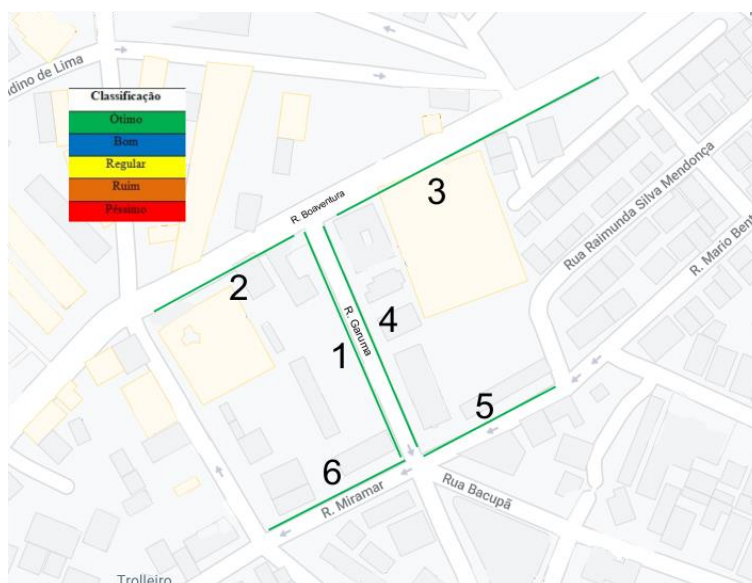 dino de Lima
Classificação
Ótimo
Bom
Regular
Ruim
Péssimo
R. Boaventura
3
2
R. Garuma
4
1
Rua Raimunda Silva Mendonça
R. Mario Bent
5
6
R. Miramar
Rua Bacupã
Trolleiro